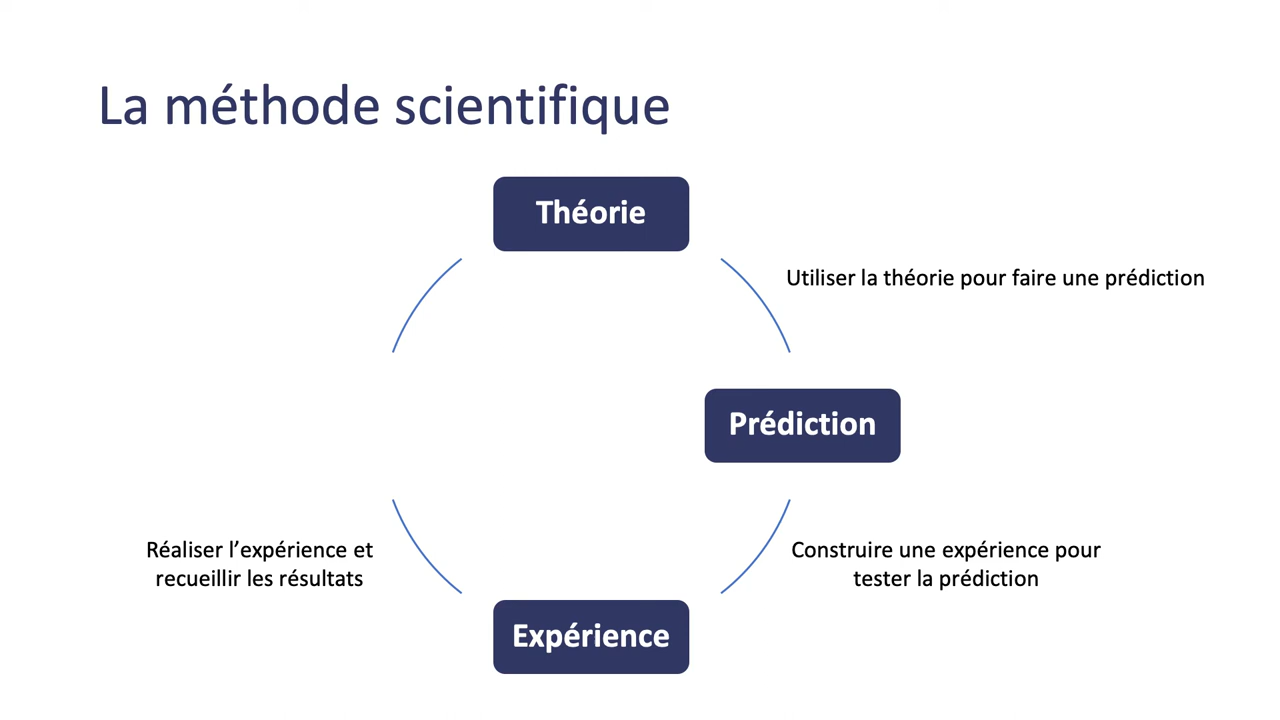 La méthode scientifique
Théorie
Utiliser la théorie pour faire une prédiction
Prédiction
Construire une expérience pour
tester la prédiction
Expérience
Réaliser l’expérience et
recueillir les résultats